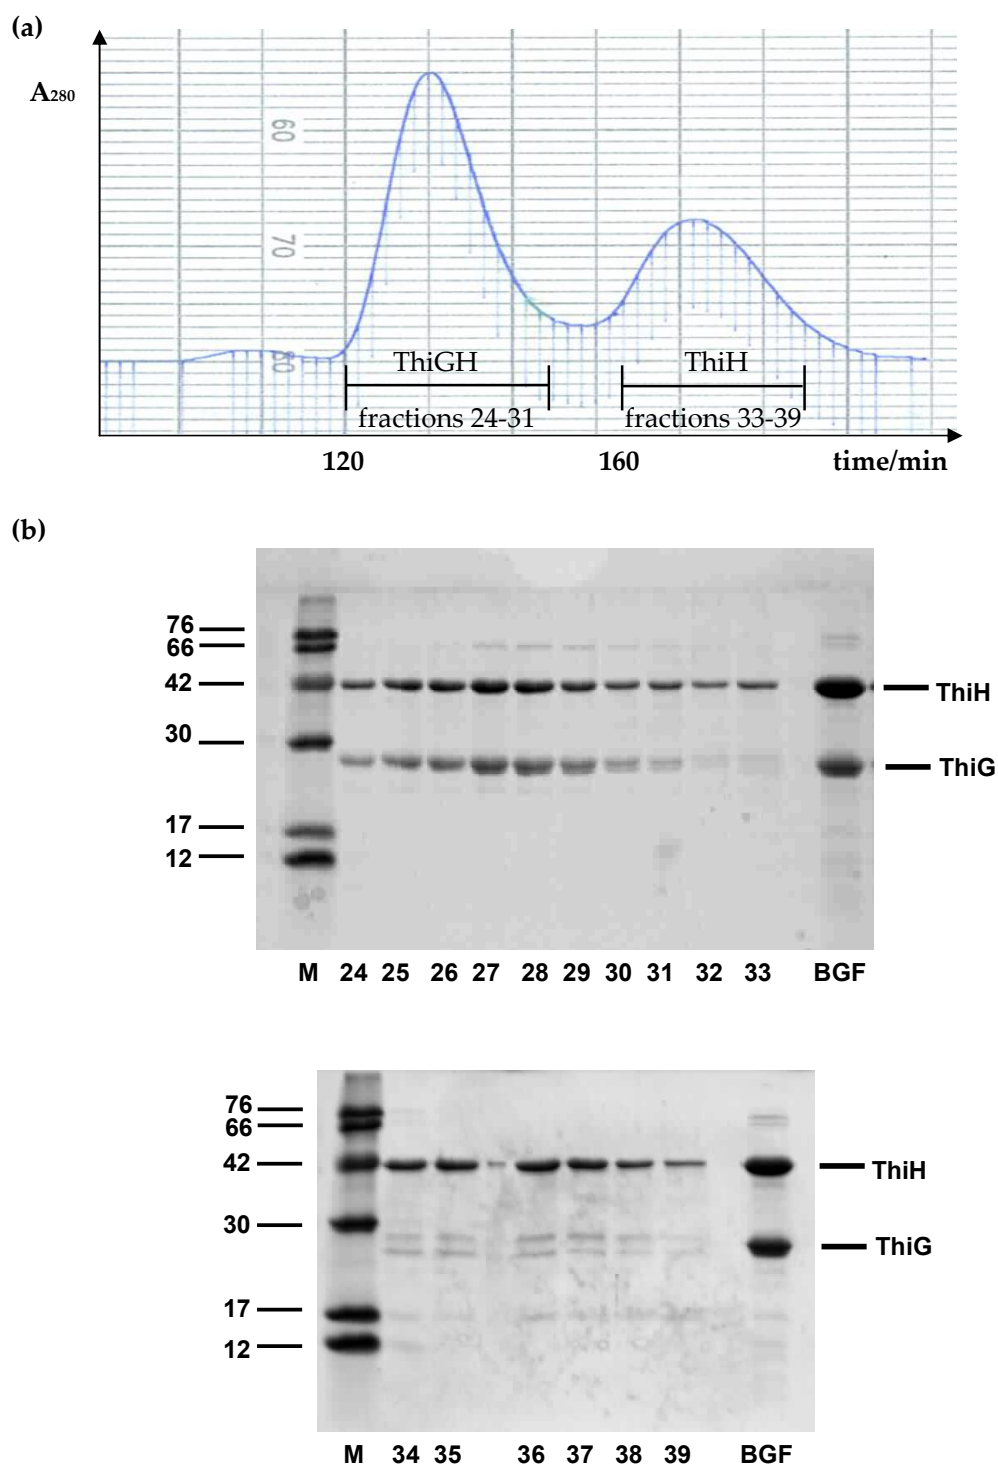 (a)
A280
60
70
80
ThiGH
ThiH
fractions 24-31
fractions 33-39
120
160
time/min
(b)
76
66
42
30
17
12
ThiH
ThiG
M 24 25 26 27 28 29 30 31 32 33 BGF
76
66
42
30
17
12
ThiH
ThiG
M 34 35 36 37 38 39 BGF